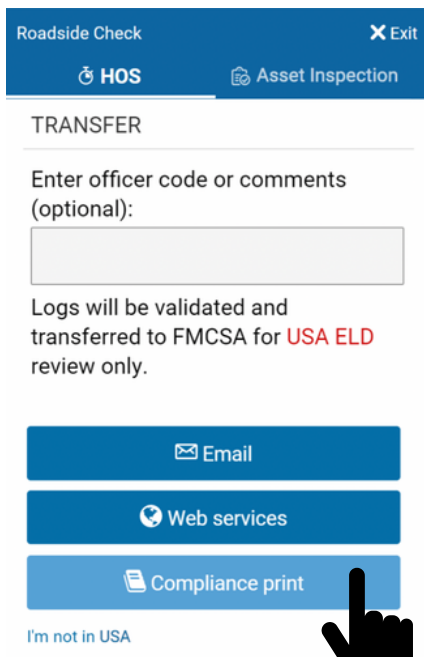 Roadside Check
Exit
HOS
Asset Inspection
TRANSFER
Enter officer code or comments
(optional):
Logs will be validated and
transferred to FMCSA for USA ELD
review only.
Email
Web services
Compliance print
I'm not in USA